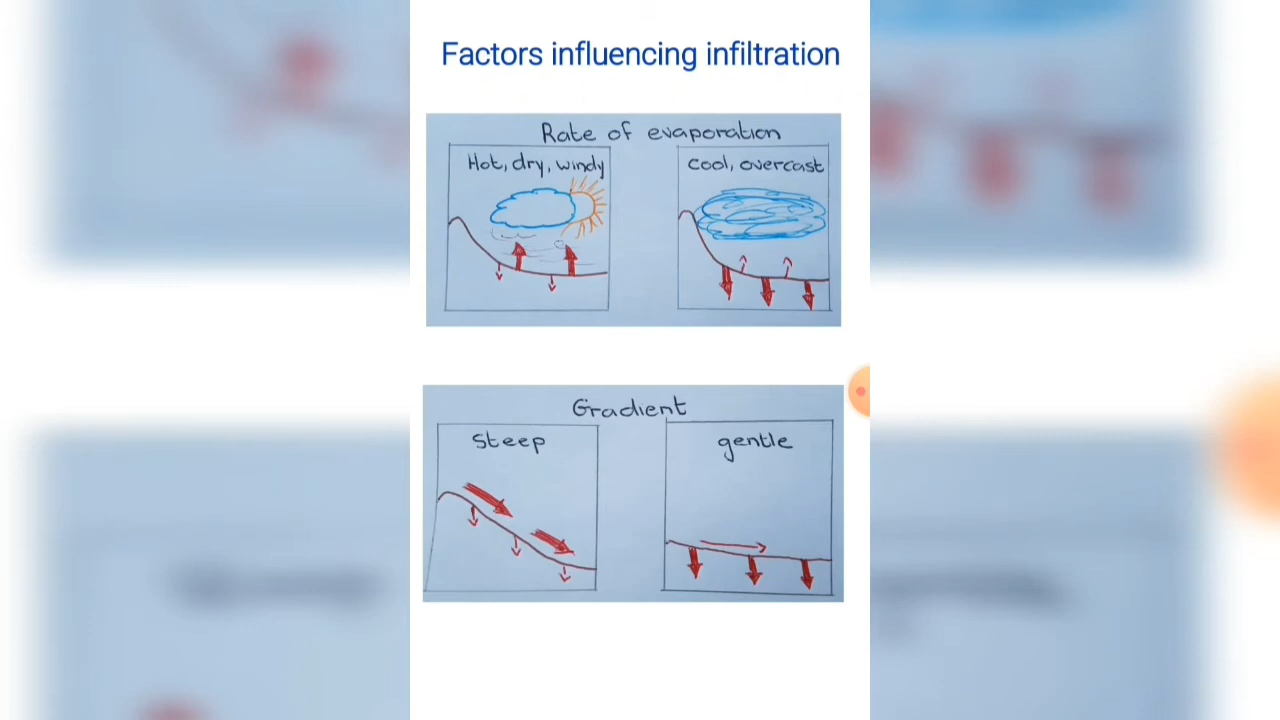 Factors influencing infiltration
Rate of evaporation
Hot, dry, windy
cool, overcast
Gradient
Steep
gentle